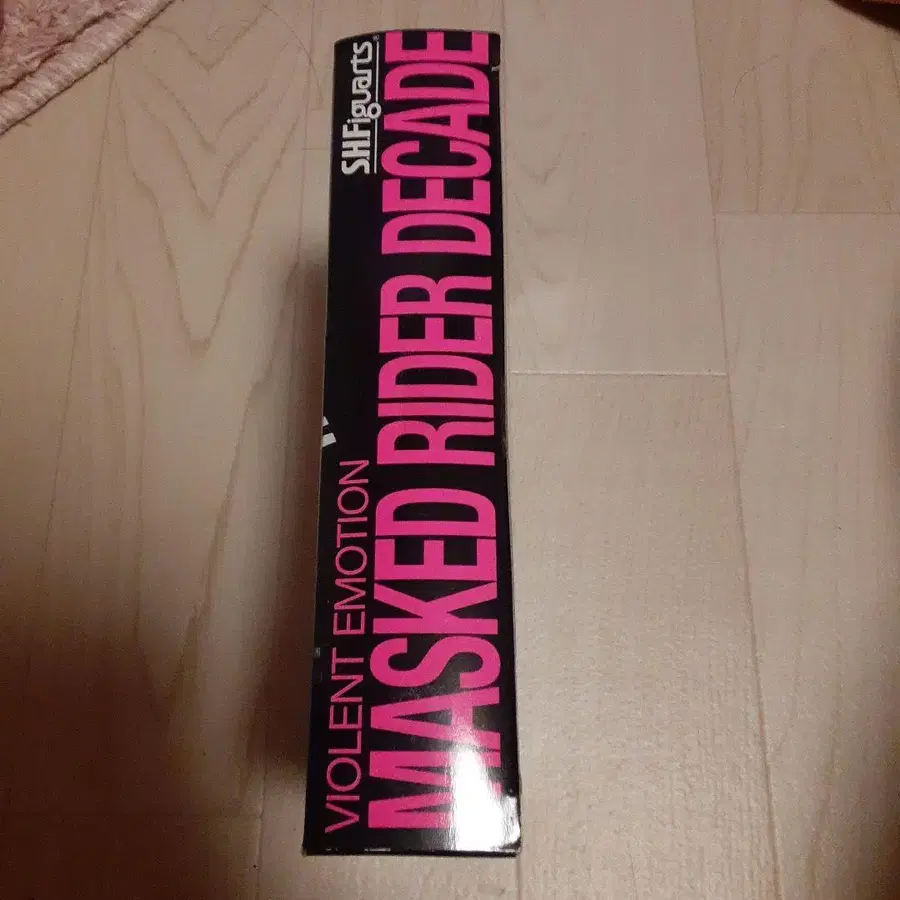 S.H.Figuarts
VIOLENT EMOTION
MASKED RIDER DECADE